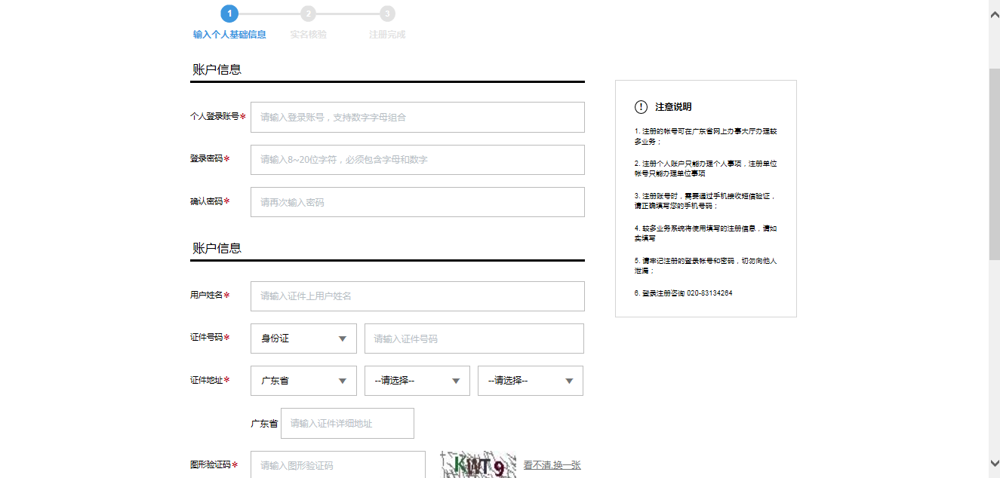 1 2 3
输入个人基础信息 实名核验 注册完成
账户信息
个人登录账号* 请输入登录账号，支持数字字母组合
登录密码* 请输入8~20位字符，必须包含字母和数字
确认密码* 请再次输入密码
账户信息
用户姓名* 请输入证件上用户姓名
证件号码* 身份证 请输入证件号码
证件地址* 广东省 --请选择-- --请选择--
广东省 请输入证件详细地址
图形验证码* 请输入图形验证码 KWT9 看不清,换一张
! 注意说明
1. 注册的帐号可在广东省网上办事大厅办理较
多业务；
2. 注册个人账户只能办理个人事项，注册单位
帐号只能办理单位事项
3. 注册账号时，需要通过手机接收短信验证，
请正确填写您的手机号码；
4. 较多业务系统将使用填写的注册信息，请如
实填写
5. 请牢记注册的登录帐号和密码，切勿向他人
泄漏；
6. 登录注册咨询 020-83134264